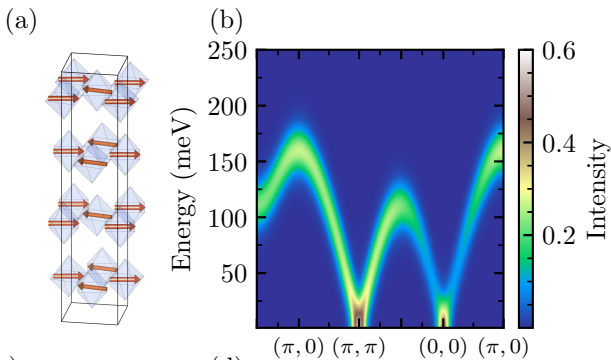 (a)
(b)
250
200
150
100
50
Energy (meV)
(π, 0) (π, π) (0, 0) (π, 0)
0.6
0.4
0.2
Intensity
(d)